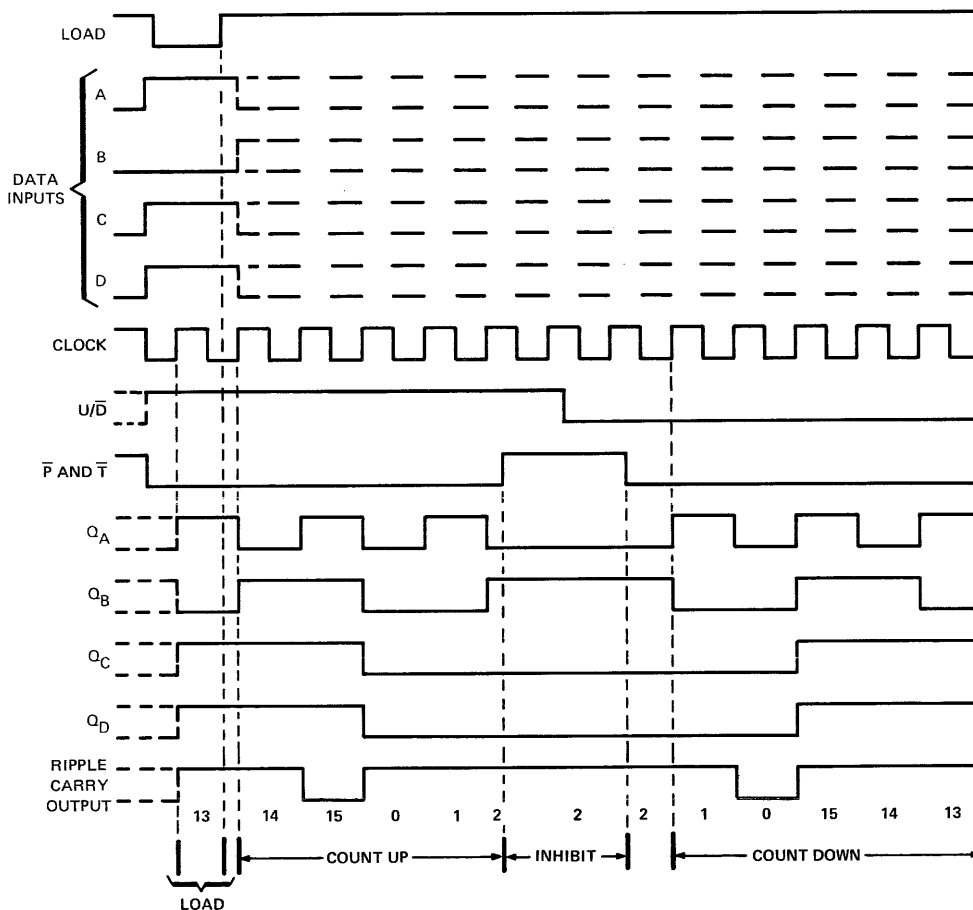 LOAD
A
B
DATA
INPUTS
C
D
CLOCK
U/D̅
P̅ AND T̅
QA
QB
QC
QD
RIPPLE
CARRY
OUTPUT
13 14 15 0 1 2 2 2 1 0 15 14 13
COUNT UP INHIBIT COUNT DOWN
LOAD